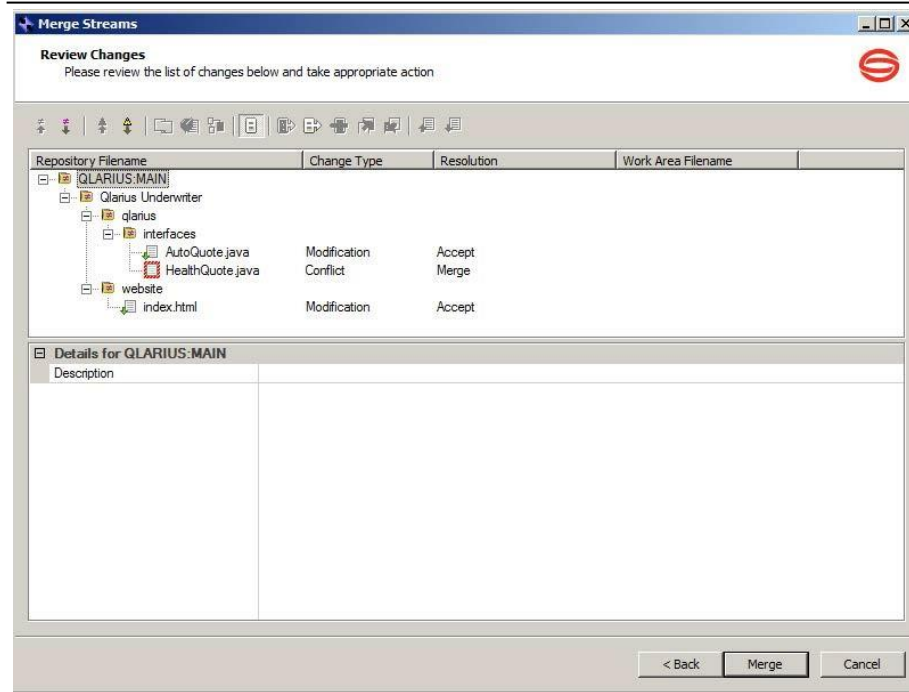 Merge Streams
Review Changes
Please review the list of changes below and take appropriate action
Repository Filename Change Type Resolution Work Area Filename
QLARIUS:MAIN
Qlarius Underwriter
qlarius
interfaces
AutoQuote.java Modification Accept
HealthQuote.java Conflict Merge
website
index.html Modification Accept
Details for QLARIUS:MAIN
Description
< Back Merge Cancel